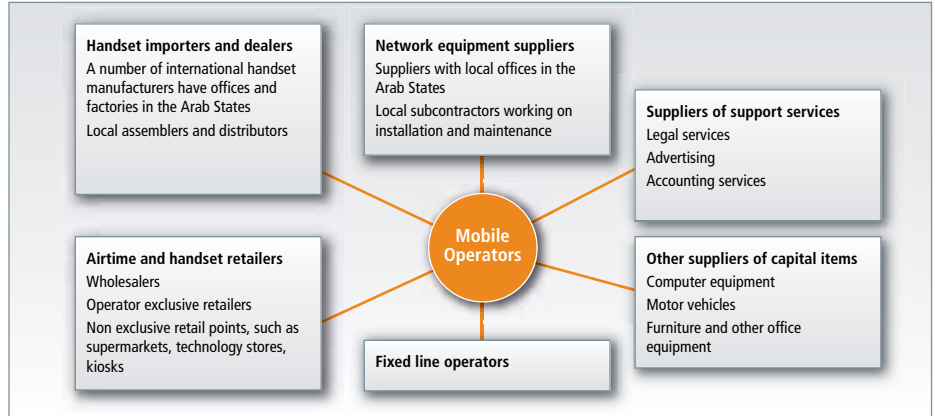 Handset importers and dealers
A number of international handset
manufacturers have offices and
factories in the Arab States
Local assemblers and distributors
Network equipment suppliers
Suppliers with local offices in the
Arab States
Local subcontractors working on
installation and maintenance
Suppliers of support services
Legal services
Advertising
Accounting services
Mobile
Operators
Airtime and handset retailers
Wholesalers
Operator exclusive retailers
Non exclusive retail points, such as
supermarkets, technology stores,
kiosks
Fixed line operators
Other suppliers of capital items
Computer equipment
Motor vehicles
Furniture and other office
equipment